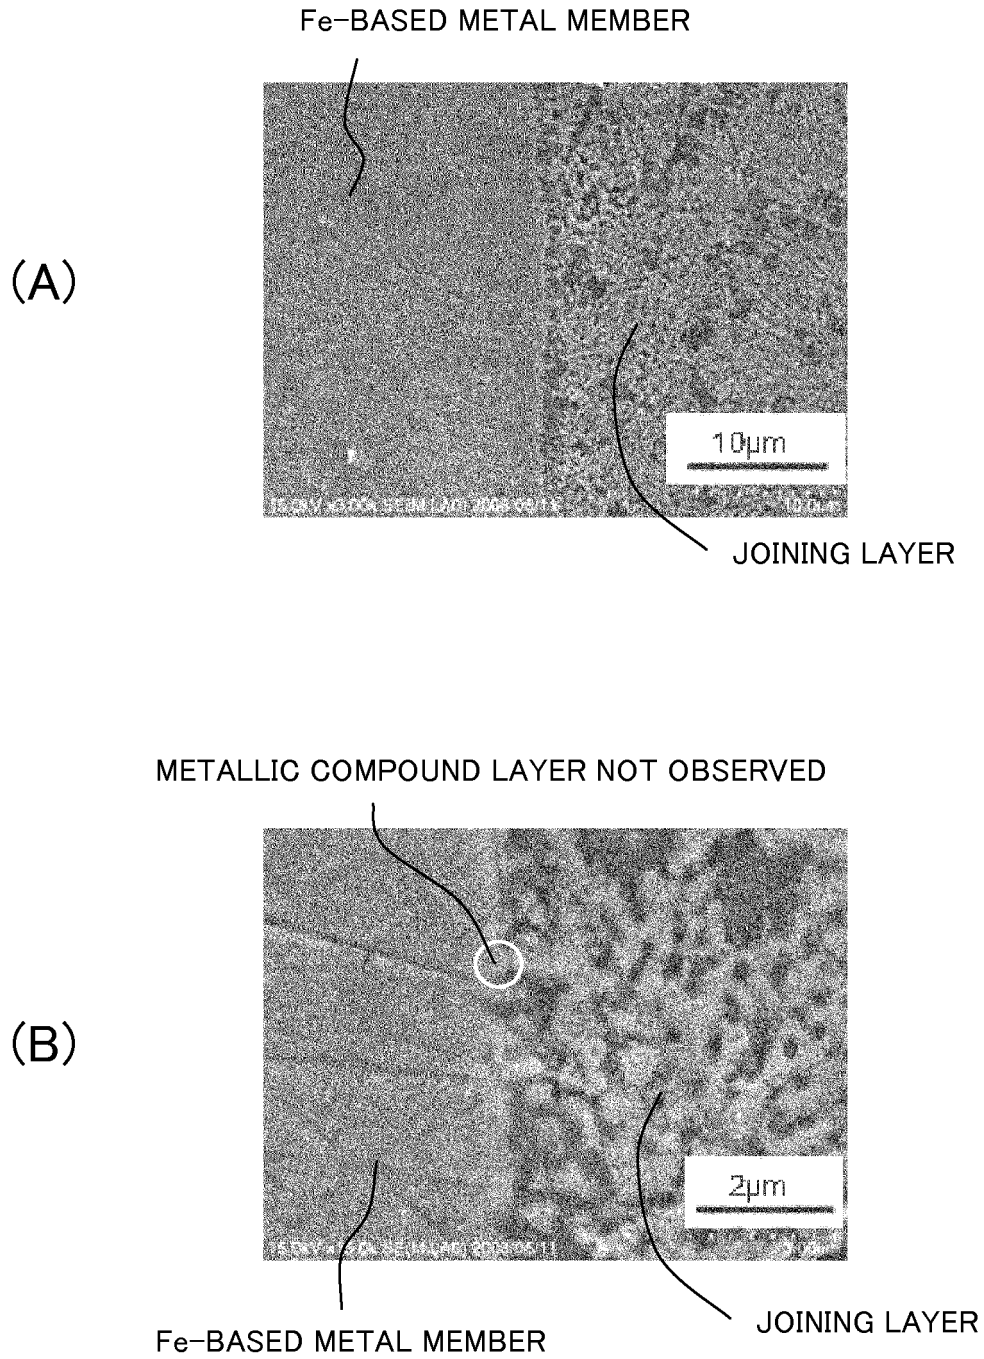 Fe-BASED METAL MEMBER
(A)
10μm
JOINING LAYER
METALLIC COMPOUND LAYER NOT OBSERVED
(B)
2μm
JOINING LAYER
Fe-BASED METAL MEMBER